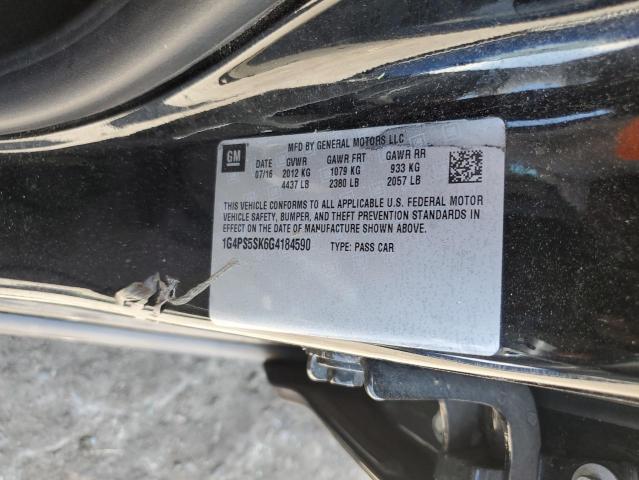 GM
MFD BY GENERAL MOTORS LLC
DATE GVWR GAWR FRT GAWR RR
07/16 2012 KG 1079 KG 933 KG
4437 LB 2380 LB 2057 LB
THIS VEHICLE CONFORMS TO ALL APPLICABLE U.S. FEDERAL MOTOR
VEHICLE SAFETY, BUMPER, AND THEFT PREVENTION STANDARDS IN
EFFECT ON THE DATE OF MANUFACTURE SHOWN ABOVE.
1G4PS5SK6G4184590 TYPE: PASS CAR